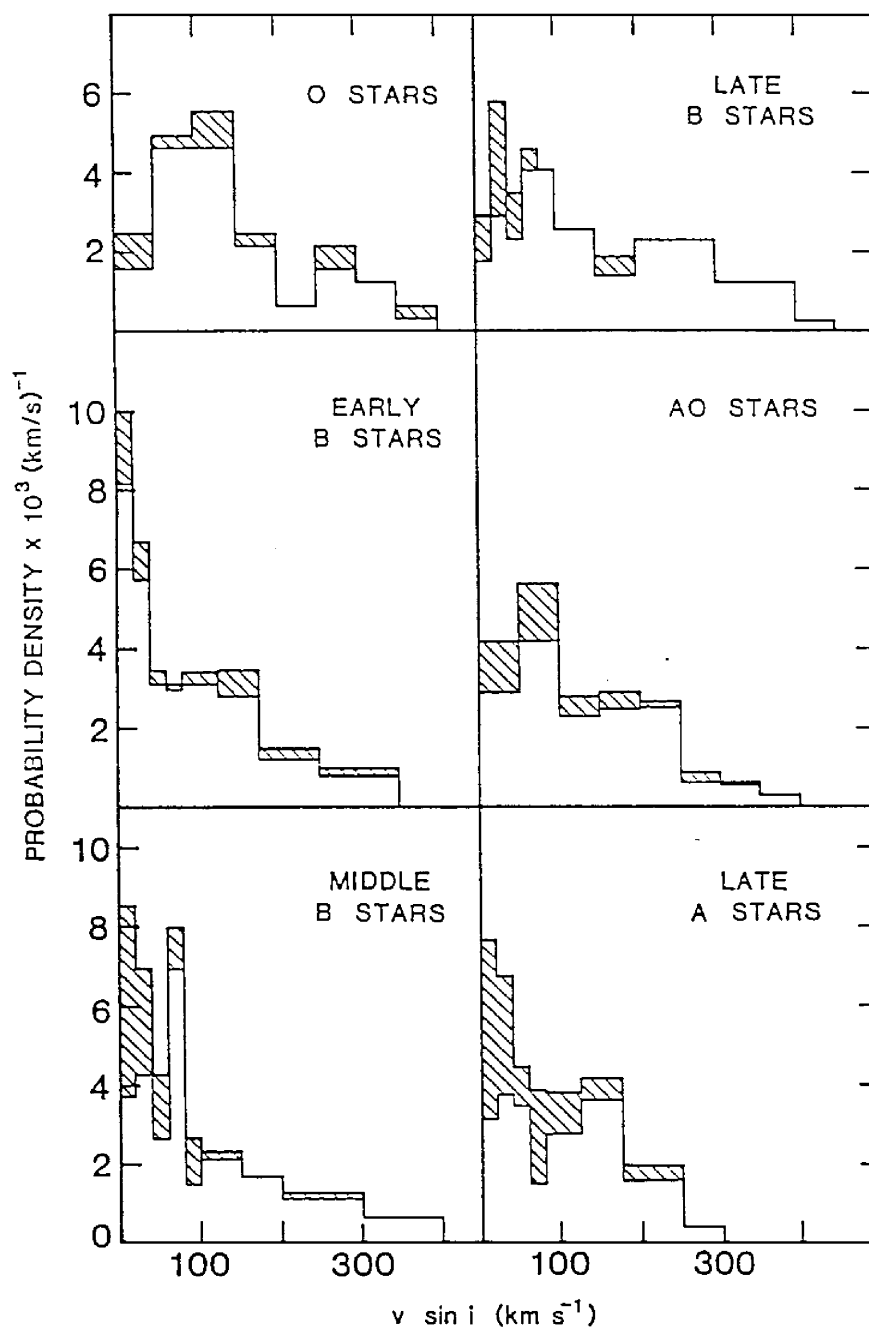 O STARS
6
4
2
LATE
B STARS
EARLY
B STARS
10
8
6
4
2
AO STARS
MIDDLE
B STARS
10
8
6
4
2
0
LATE
A STARS
100
300
100
300
PROBABILITY DENSITY x 10³ (km/s)⁻¹
v sin i (km s⁻¹)